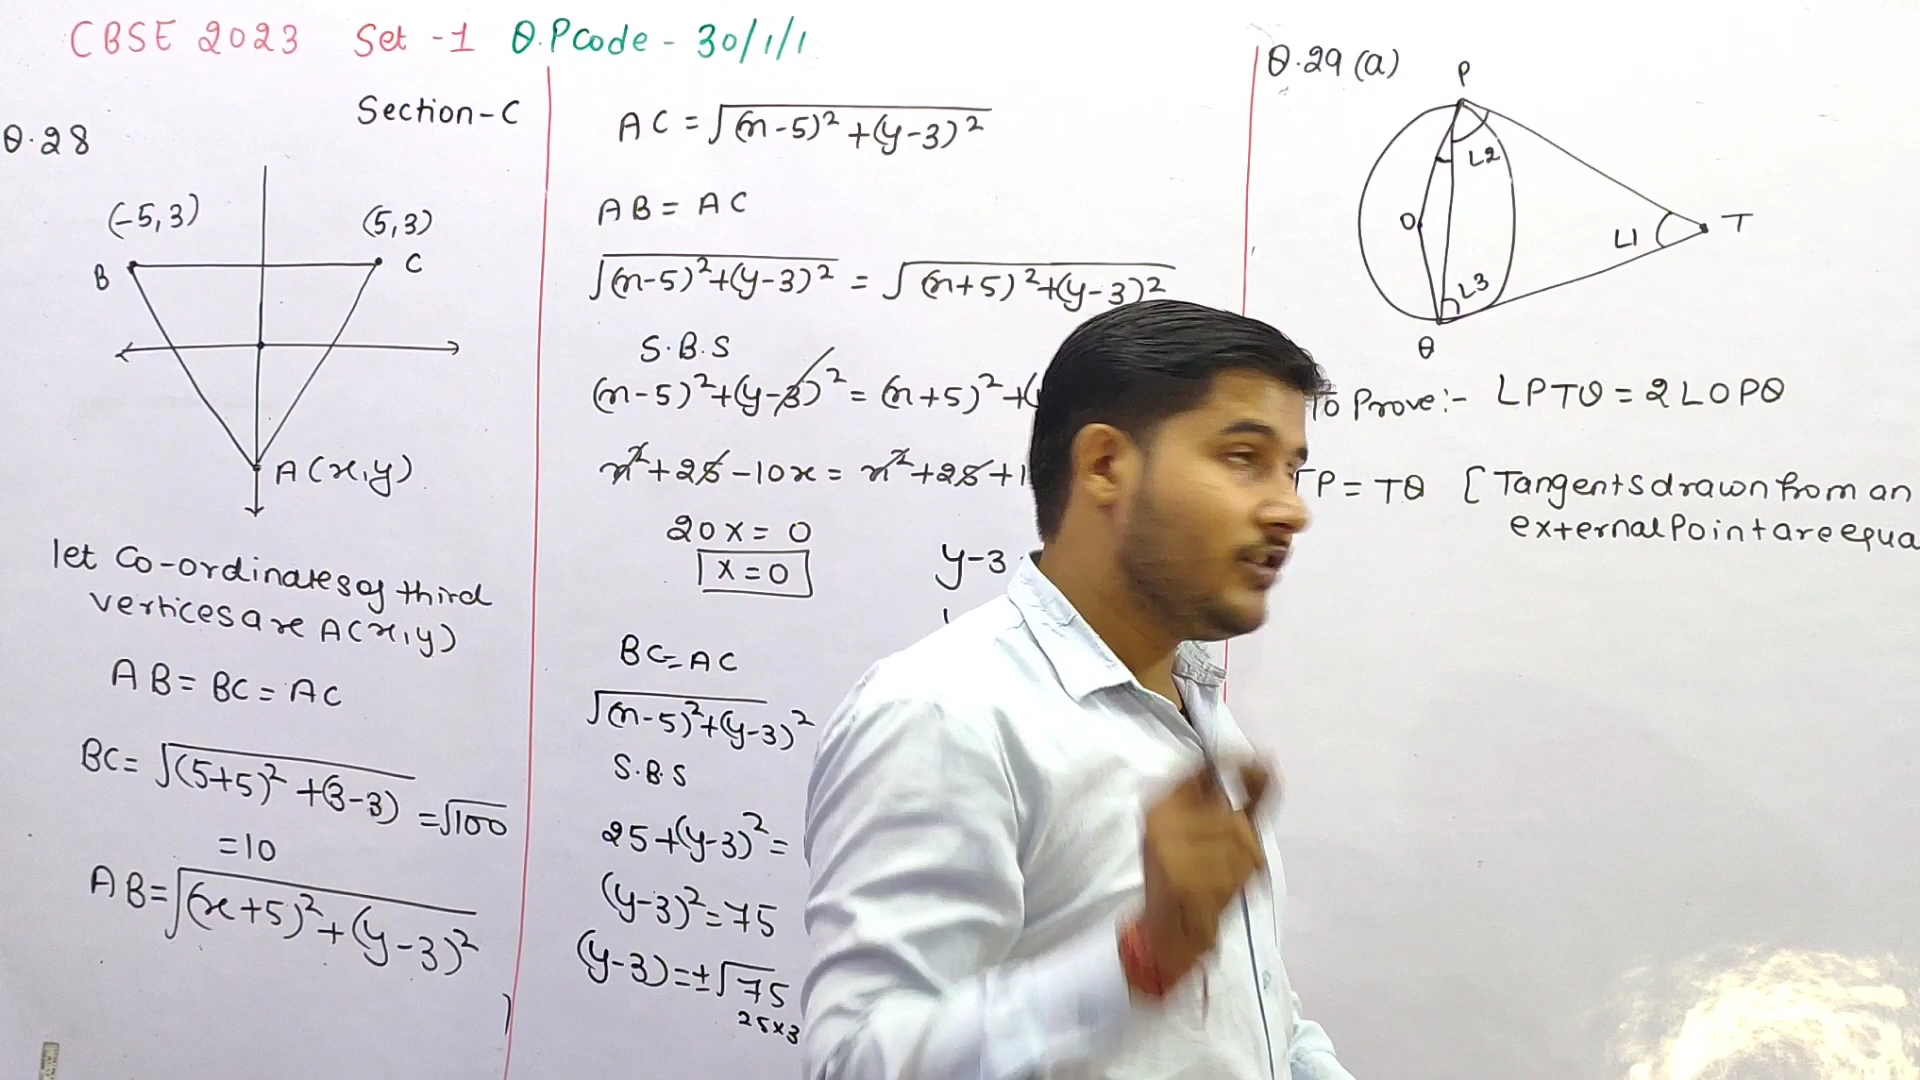 CBSE 2023 Set -1 Q.P Code - 30/1/1
Section-C
Q.28
(-5,3)
(5,3)
B
C
A(x,y)
let Co-ordinates of third
vertices are A(x,y)
AB = BC = AC
BC = √(5+5)² + (3-3) = √100
= 10
AB = √(x+5)² + (y-3)²
AC = √(x-5)² + (y-3)²
AB = AC
√(x-5)² + (y-3)² = √(x+5)² + (y-3)²
S.B.S
(x-5)² + (y-3)² = (x+5)² + (
x² + 25 - 10x = x² + 25 + 1
20x = 0
x = 0
y-3
BC = AC
√(x-5)² + (y-3)²
S.B.S
25 + (y-3)² =
(y-3)² = 75
(y-3) = ±√75
25×3
Q.29 (a)
P
∠2
O
∠1
T
∠3
Q
To Prove:- ∠PTQ = 2∠OPQ
TP = TQ [Tangents drawn from an
external Point are equa